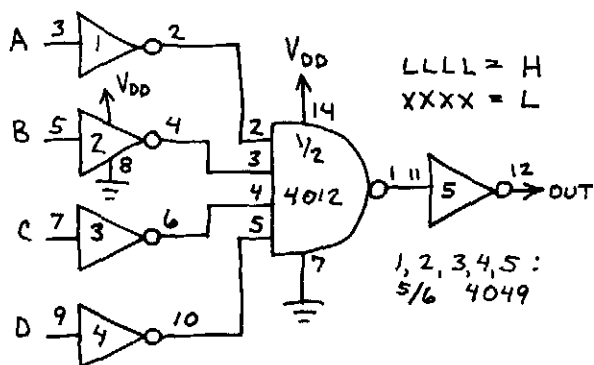 A 3 1 2
V_DD
LLLL = H
XXXX = L
B 5 2 4
8
V_DD
14
1/2
4012
2
3
4
5
7
1 11 5 12 OUT
C 7 3 6
D 9 4 10
1, 2, 3, 4, 5 :
5/6 4049